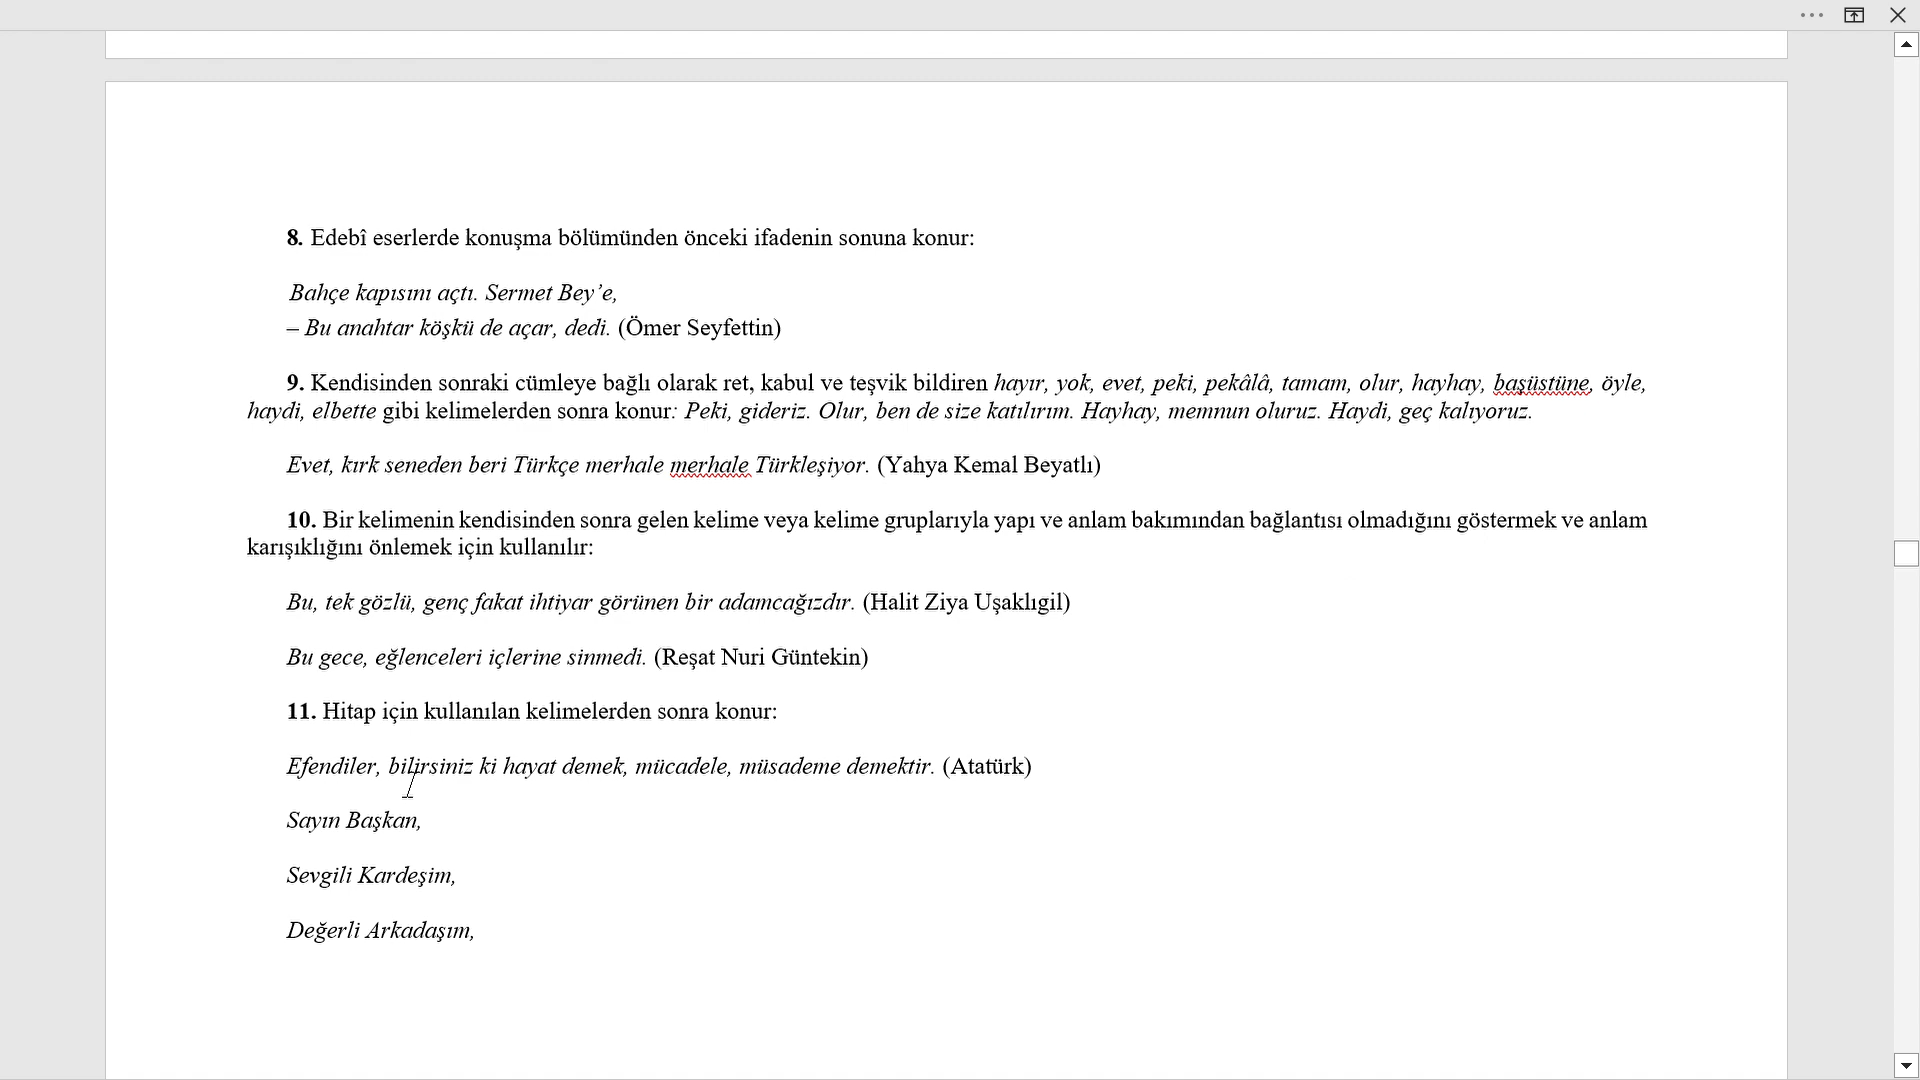 8. Edebî eserlerde konuşma bölümünden önceki ifadenin sonuna konur:
Bahçe kapısını açtı. Sermet Bey’e,
– Bu anahtar köşkü de açar, dedi. (Ömer Seyfettin)
9. Kendisinden sonraki cümleye bağlı olarak ret, kabul ve teşvik bildiren hayır, yok, evet, peki, pekâlâ, tamam, olur, hayhay, başüstüne, öyle,
haydi, elbette gibi kelimelerden sonra konur: Peki, gideriz. Olur, ben de size katılırım. Hayhay, memnun oluruz. Haydi, geç kalıyoruz.
Evet, kırk seneden beri Türkçe merhale merhale Türkleşiyor. (Yahya Kemal Beyatlı)
10. Bir kelimenin kendisinden sonra gelen kelime veya kelime gruplarıyla yapı ve anlam bakımından bağlantısı olmadığını göstermek ve anlam
karışıklığını önlemek için kullanılır:
Bu, tek gözlü, genç fakat ihtiyar görünen bir adamcağızdır. (Halit Ziya Uşaklıgil)
Bu gece, eğlenceleri içlerine sinmedi. (Reşat Nuri Güntekin)
11. Hitap için kullanılan kelimelerden sonra konur:
Efendiler, bilirsiniz ki hayat demek, mücadele, müsademe demektir. (Atatürk)
Sayın Başkan,
Sevgili Kardeşim,
Değerli Arkadaşım,